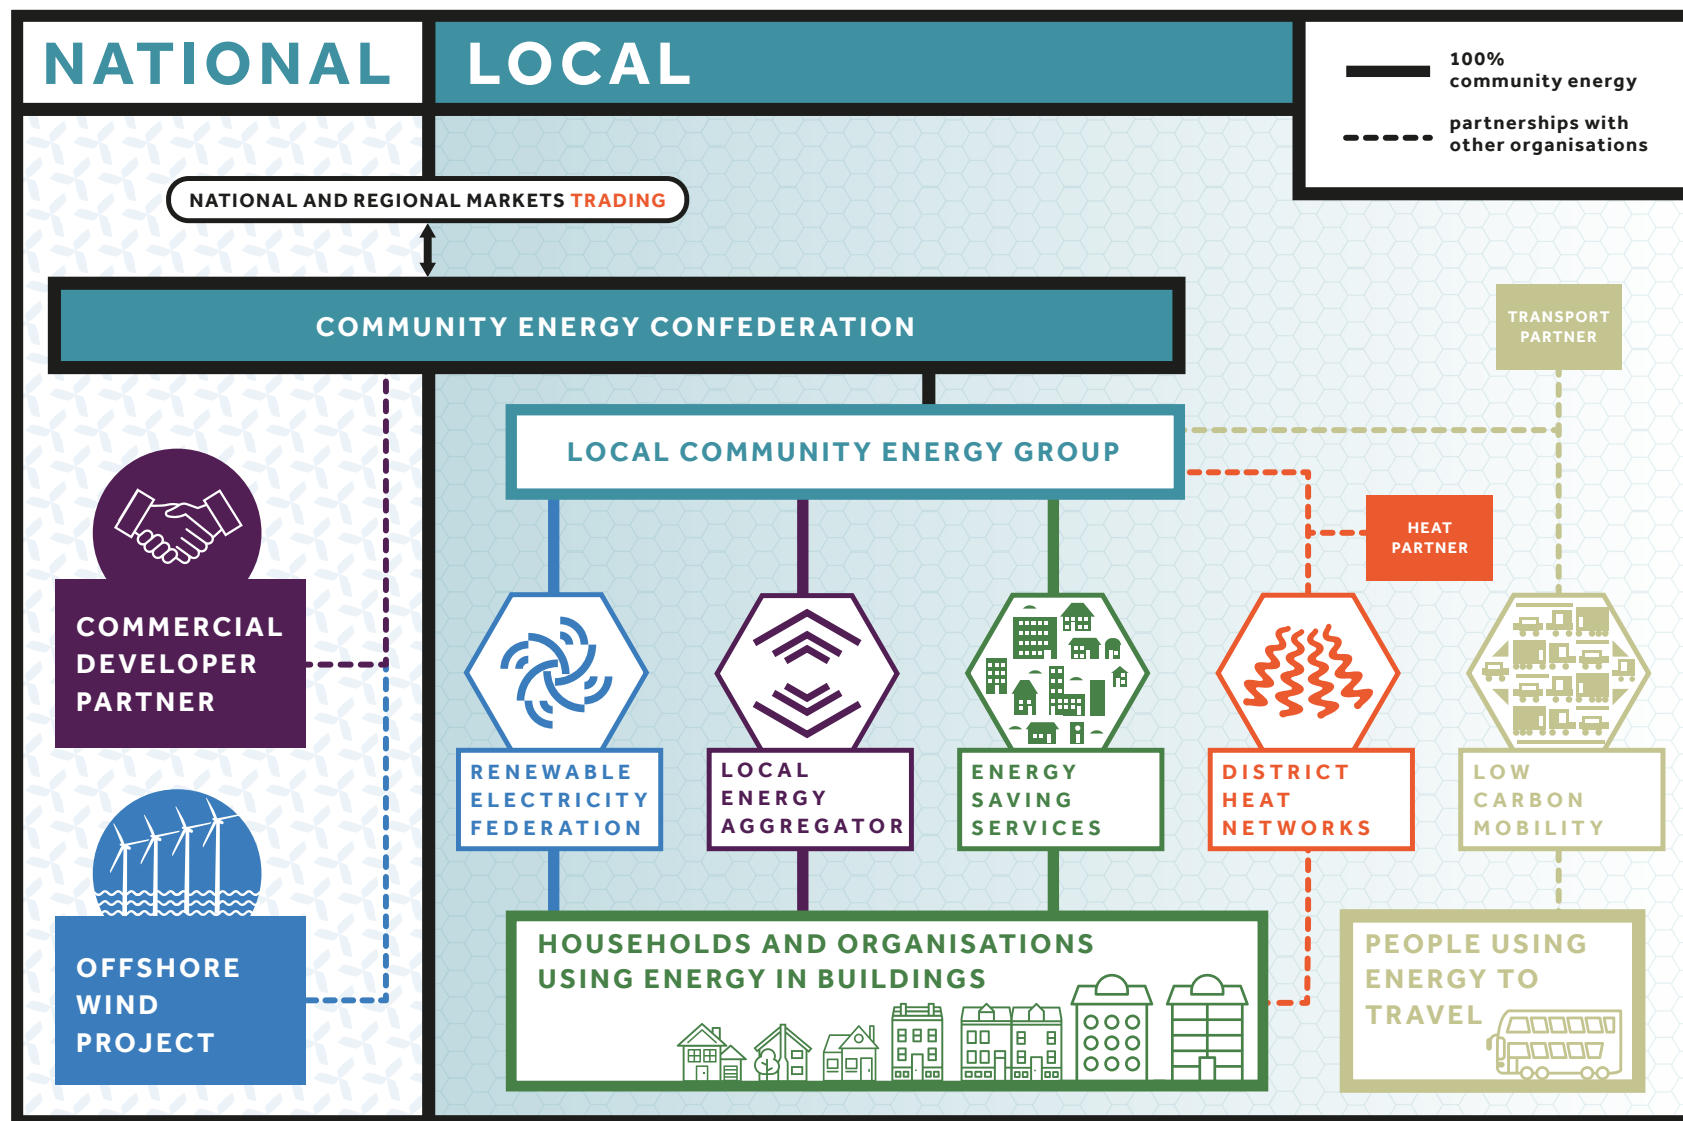 NATIONAL
LOCAL
100%
community energy
partnerships with
other organisations
NATIONAL AND REGIONAL MARKETS TRADING
COMMUNITY ENERGY CONFEDERATION
TRANSPORT
PARTNER
LOCAL COMMUNITY ENERGY GROUP
HEAT
PARTNER
COMMERCIAL
DEVELOPER
PARTNER
RENEWABLE
ELECTRICITY
FEDERATION
LOCAL
ENERGY
AGGREGATOR
ENERGY
SAVING
SERVICES
DISTRICT
HEAT
NETWORKS
LOW
CARBON
MOBILITY
OFFSHORE
WIND
PROJECT
HOUSEHOLDS AND ORGANISATIONS
USING ENERGY IN BUILDINGS
PEOPLE USING
ENERGY TO
TRAVEL